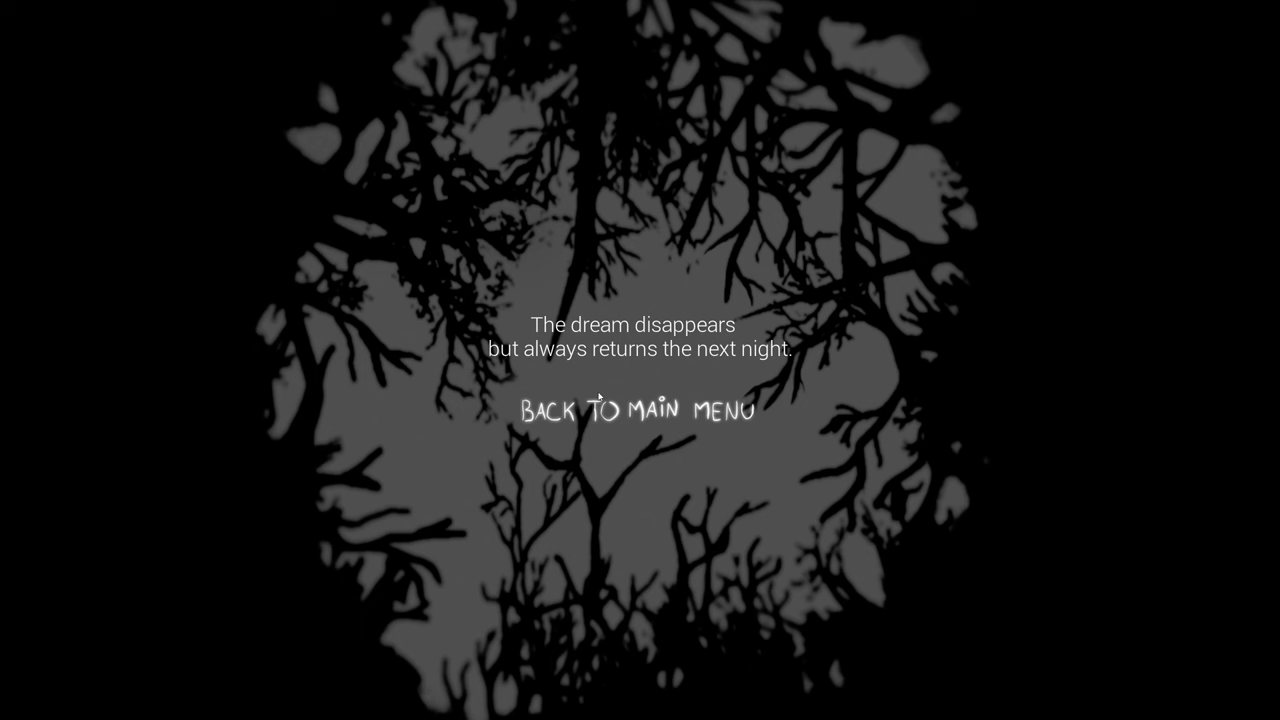 The dream disappears
but always returns the next night.
BACK TO MAIN MENU